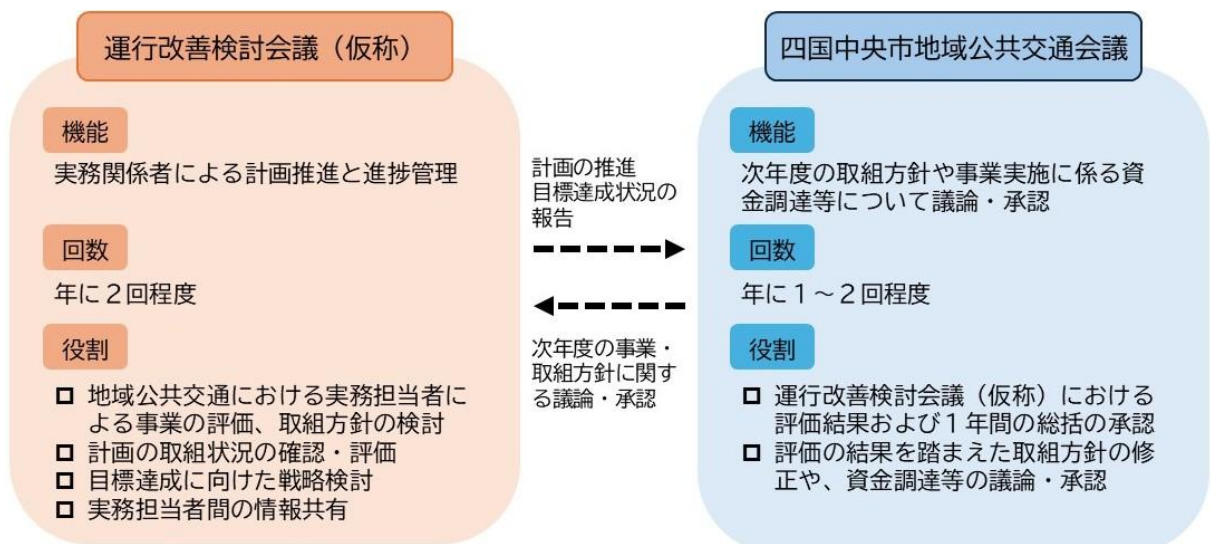 運行改善検討会議（仮称）
機能
実務関係者による計画推進と進捗管理
回数
年に２回程度
役割
地域公共交通における実務担当者に
よる事業の評価、取組方針の検討
計画の取組状況の確認・評価
目標達成に向けた戦略検討
実務担当者間の情報共有
計画の推進
目標達成状況の
報告
次年度の事業・
取組方針に関す
る議論・承認
四国中央市地域公共交通会議
機能
次年度の取組方針や事業実施に係る資
金調達等について議論・承認
回数
年に１～２回程度
役割
運行改善検討会議（仮称）における
評価結果および１年間の総括の承認
評価の結果を踏まえた取組方針の修
正や、資金調達等の議論・承認